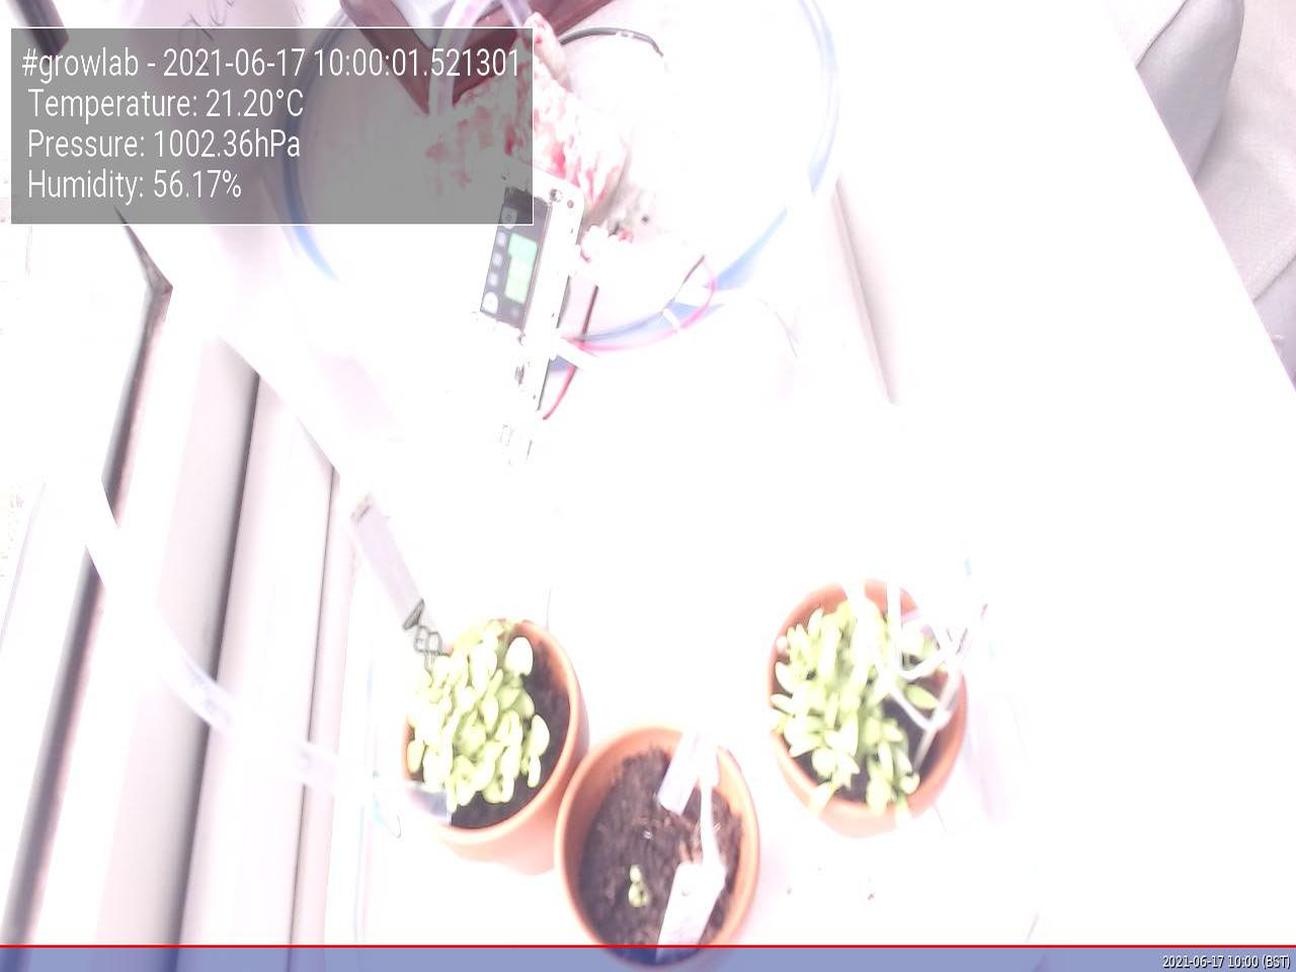 #growlab - 2021-06-17 10:00:01.521301
Temperature: 21.20°C
Pressure: 1002.36hPa
Humidity: 56.17%
2021-06-17 10:00 (BST)